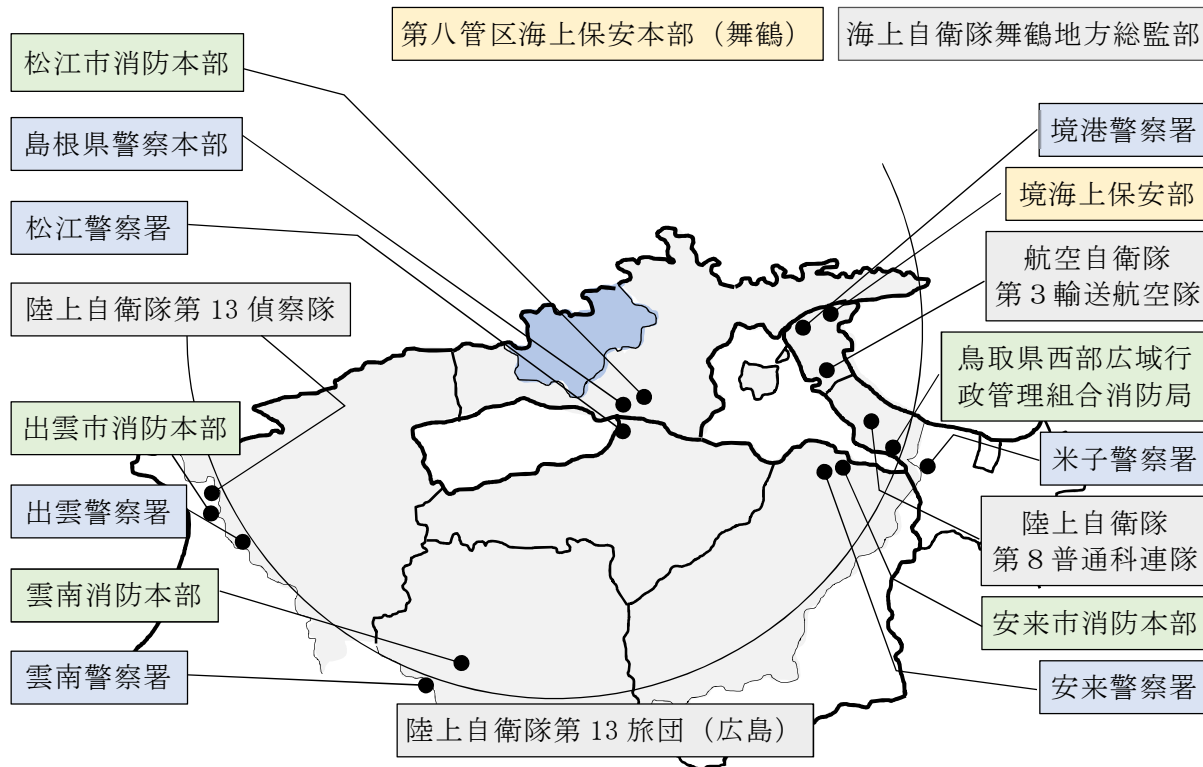 第八管区海上保安本部（舞鶴）
海上自衛隊舞鶴地方総監部
松江市消防本部
島根県警察本部
松江警察署
陸上自衛隊第13偵察隊
出雲市消防本部
出雲警察署
雲南消防本部
雲南警察署
境港警察署
境海上保安部
航空自衛隊
第3輸送航空隊
鳥取県西部広域行
政管理組合消防局
米子警察署
陸上自衛隊
第8普通科連隊
安来市消防本部
安来警察署
陸上自衛隊第13旅団（広島）